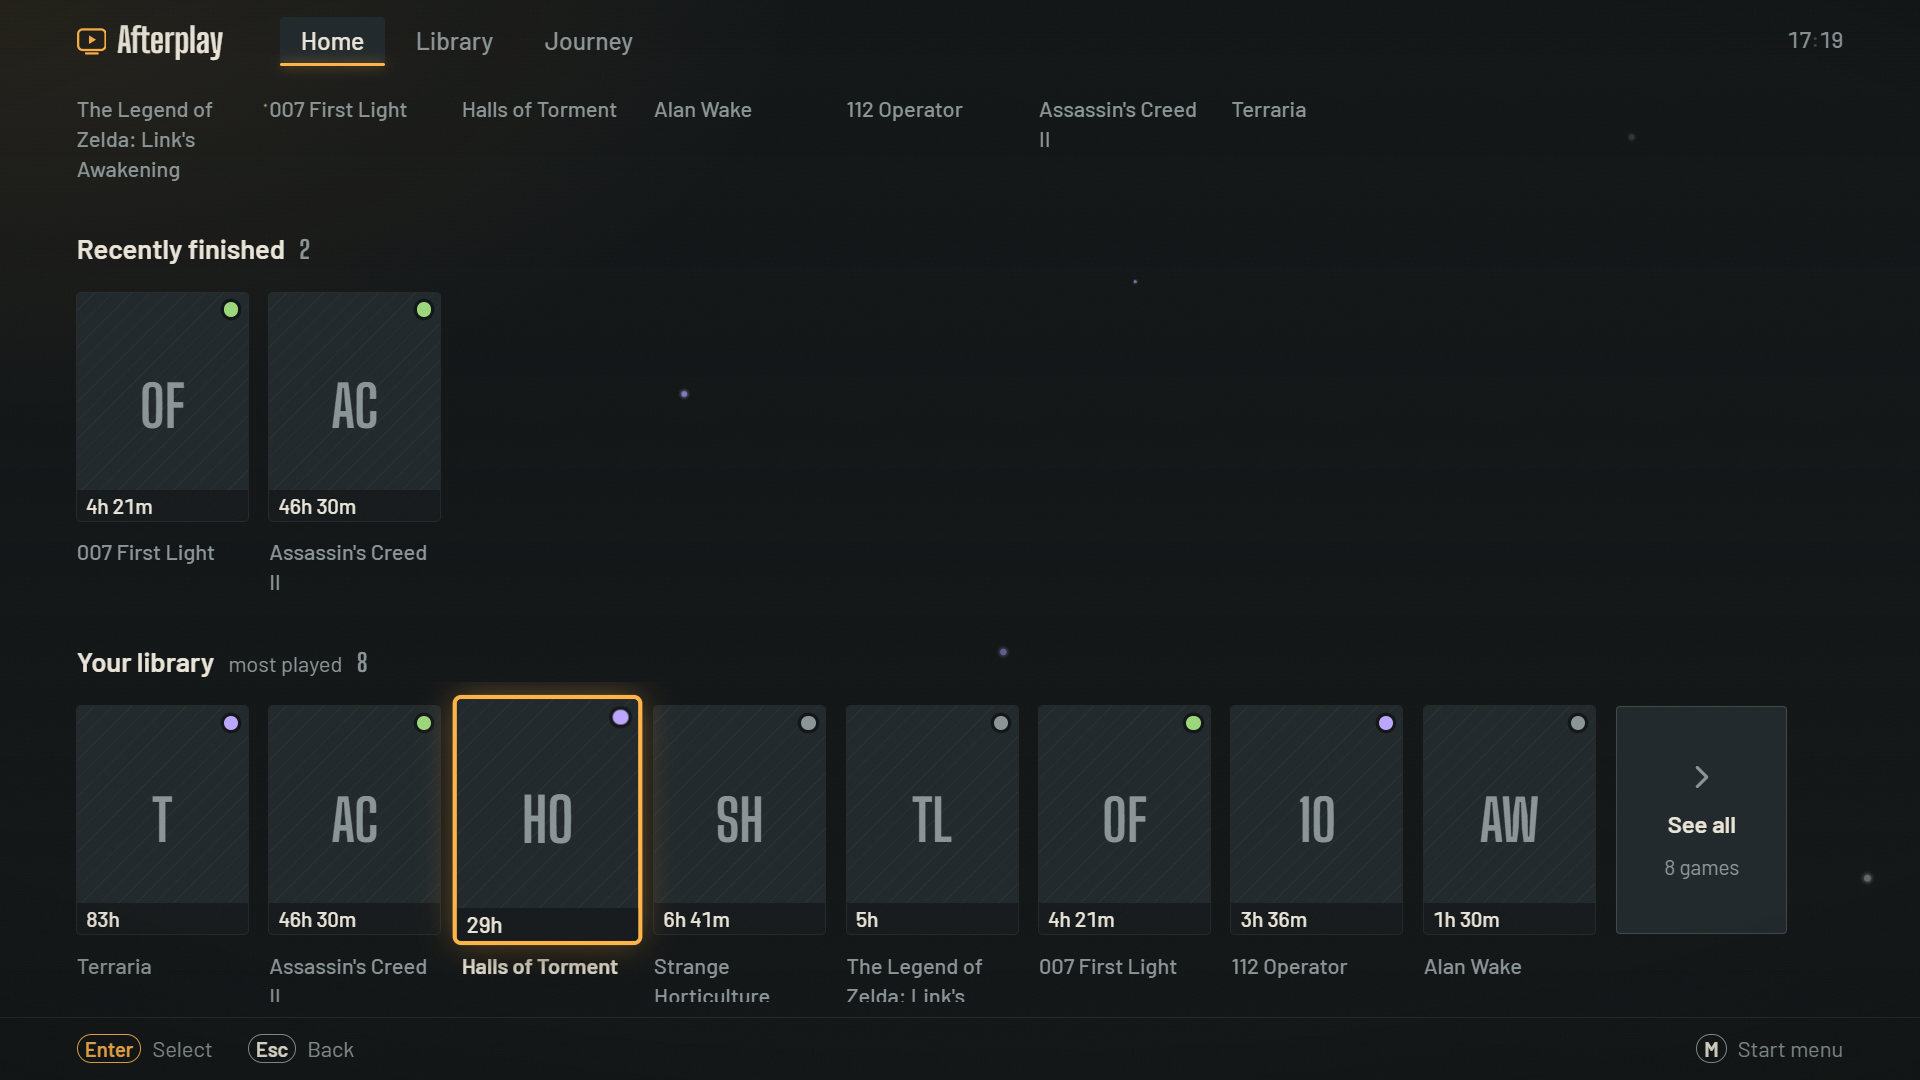 Afterplay
Home
Library
Journey
17:19
The Legend of
Zelda: Link's
Awakening
007 First Light
Halls of Torment
Alan Wake
112 Operator
Assassin's Creed
II
Terraria
Recently finished 2
OF
4h 21m
007 First Light
AC
46h 30m
Assassin's Creed
II
Your library most played 8
T
83h
Terraria
AC
46h 30m
Assassin's Creed
II
HO
29h
Halls of Torment
SH
6h 41m
Strange
Horticulture
TL
5h
The Legend of
Zelda: Link's
OF
4h 21m
007 First Light
10
3h 36m
112 Operator
AW
1h 30m
Alan Wake
See all
8 games
Enter Select
Esc Back
M Start menu